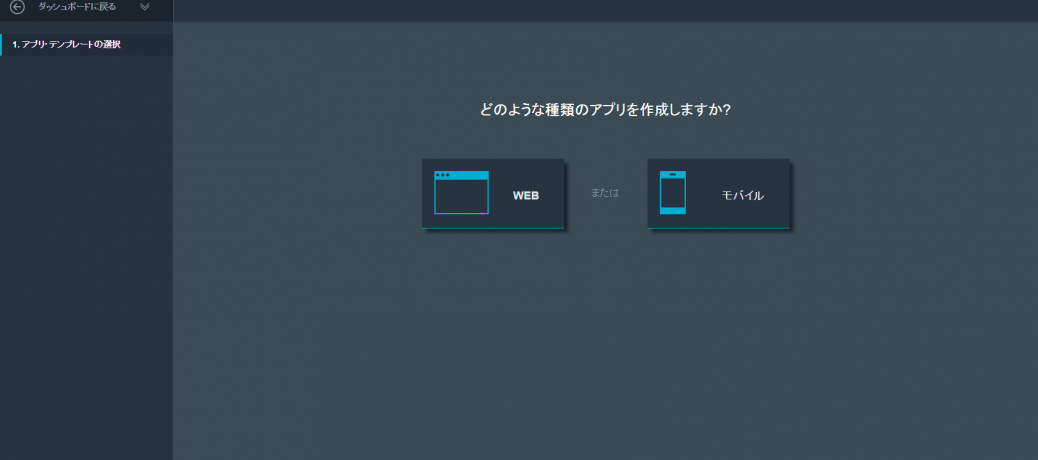 ダッシュボードに戻る
1. アプリ・テンプレートの選択
どのような種類のアプリを作成しますか?
WEB
または
モバイル